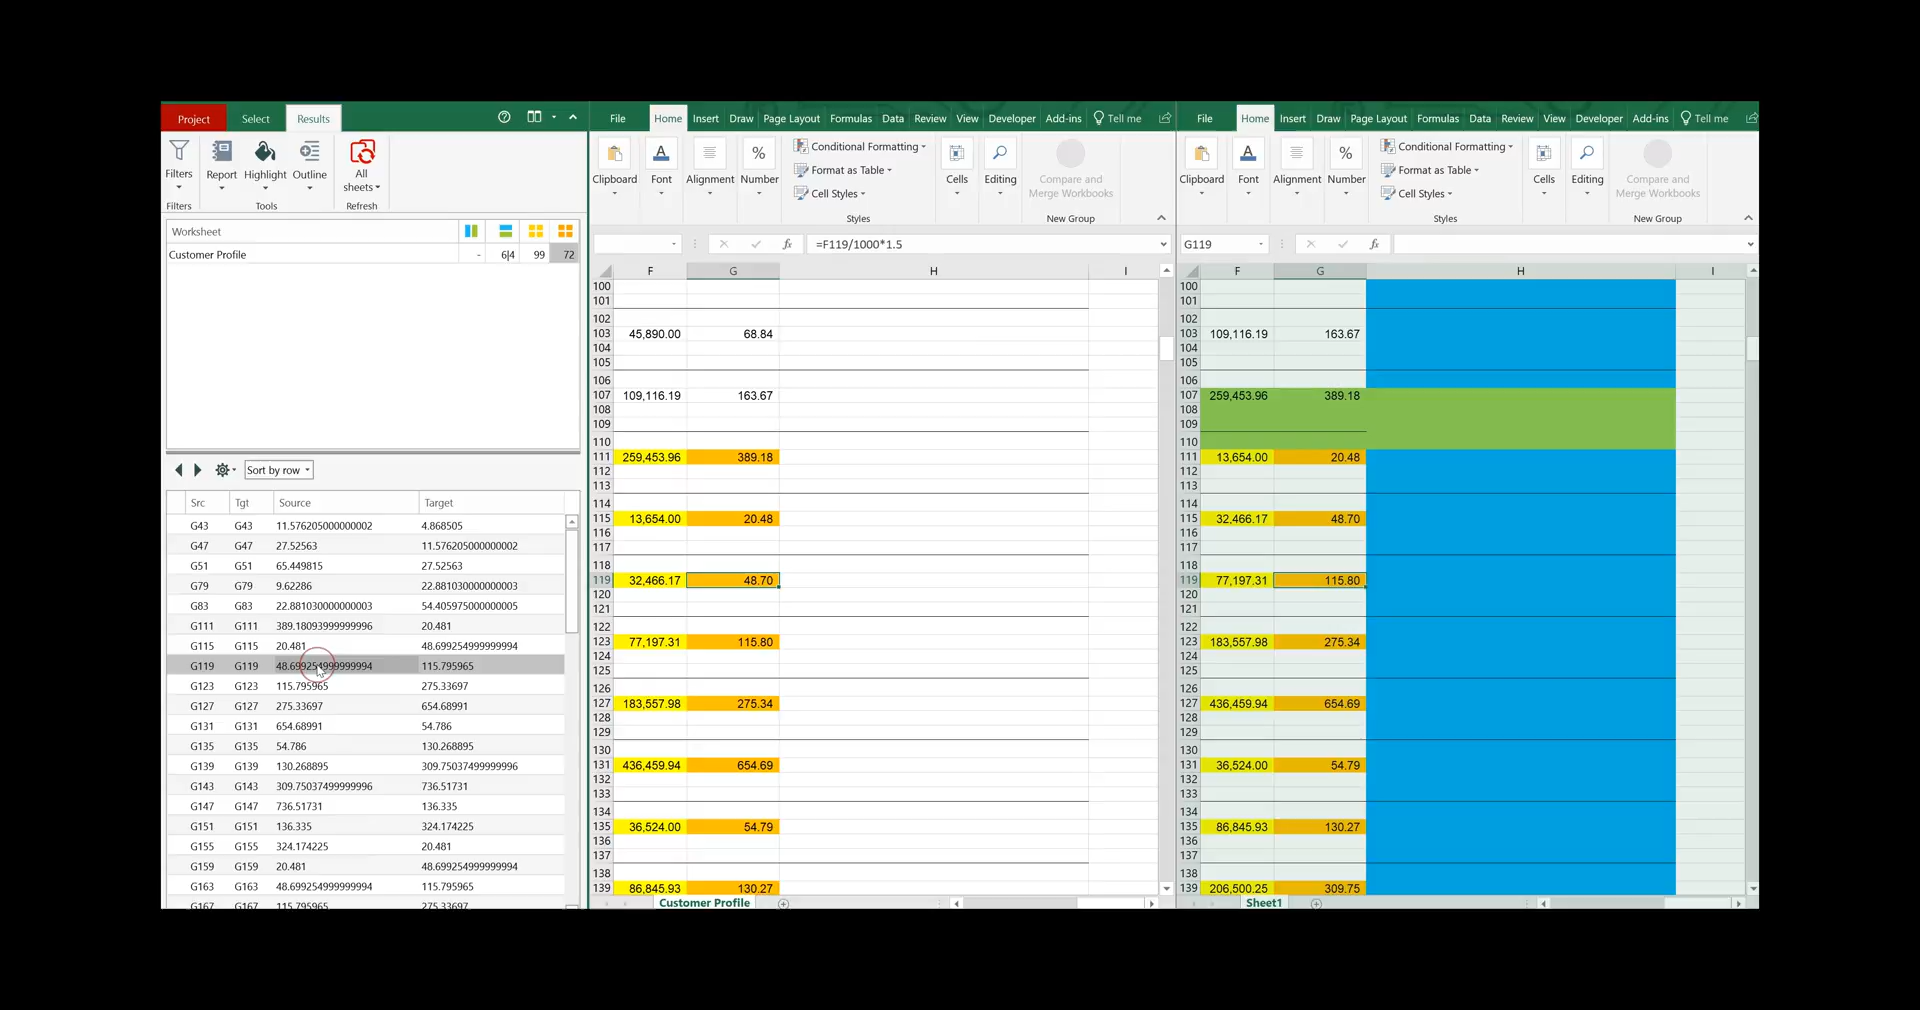 Project Select Results
Filters Report Highlight Outline All sheets
Filters Tools Refresh
Worksheet
Customer Profile - 6|4 99 72
Sort by row
Src Tgt Source Target
G43 G43 11.576205000000002 4.868505
G47 G47 27.52563 11.576205000000002
G51 G51 65.449815 27.52563
G79 G79 9.62286 22.881030000000003
G83 G83 22.881030000000003 54.405975000000005
G111 G111 389.18093999999996 20.481
G115 G115 20.481 48.699254999999994
G119 G119 48.699254999999994 115.795965
G123 G123 115.795965 275.33697
G127 G127 275.33697 654.68991
G131 G131 654.68991 54.786
G135 G135 54.786 130.268895
G139 G139 130.268895 309.75037499999996
G143 G143 309.75037499999996 736.51731
G147 G147 736.51731 136.335
G151 G151 136.335 324.174225
G155 G155 324.174225 20.481
G159 G159 20.481 48.699254999999994
G163 G163 48.699254999999994 115.795965
G167 G167 115.795965 275.33697
File Home Insert Draw Page Layout Formulas Data Review View Developer Add-ins Tell me
Clipboard Font Alignment % Number Conditional Formatting Format as Table Cell Styles Cells Editing Compare and Merge Workbooks
Styles New Group
fx =F119/1000*1.5
F G H I
100
101
102
103 45,890.00 68.84
104
105
106
107 109,116.19 163.67
108
109
110
111 259,453.96 389.18
112
113
114
115 13,654.00 20.48
116
117
118
119 32,466.17 48.70
120
121
122
123 77,197.31 115.80
124
125
126
127 183,557.98 275.34
128
129
130
131 436,459.94 654.69
132
133
134
135 36,524.00 54.79
136
137
138
139 86,845.93 130.27
Customer Profile
File Home Insert Draw Page Layout Formulas Data Review View Developer Add-ins Tell me
Clipboard Font Alignment % Number Conditional Formatting Format as Table Cell Styles Cells Editing Compare and Merge Workbooks
Styles New Group
G119 fx
F G H I
100
101
102
103 109,116.19 163.67
104
105
106
107 259,453.96 389.18
108
109
110
111 13,654.00 20.48
112
113
114
115 32,466.17 48.70
116
117
118
119 77,197.31 115.80
120
121
122
123 183,557.98 275.34
124
125
126
127 436,459.94 654.69
128
129
130
131 36,524.00 54.79
132
133
134
135 86,845.93 130.27
136
137
138
139 206,500.25 309.75
Sheet1